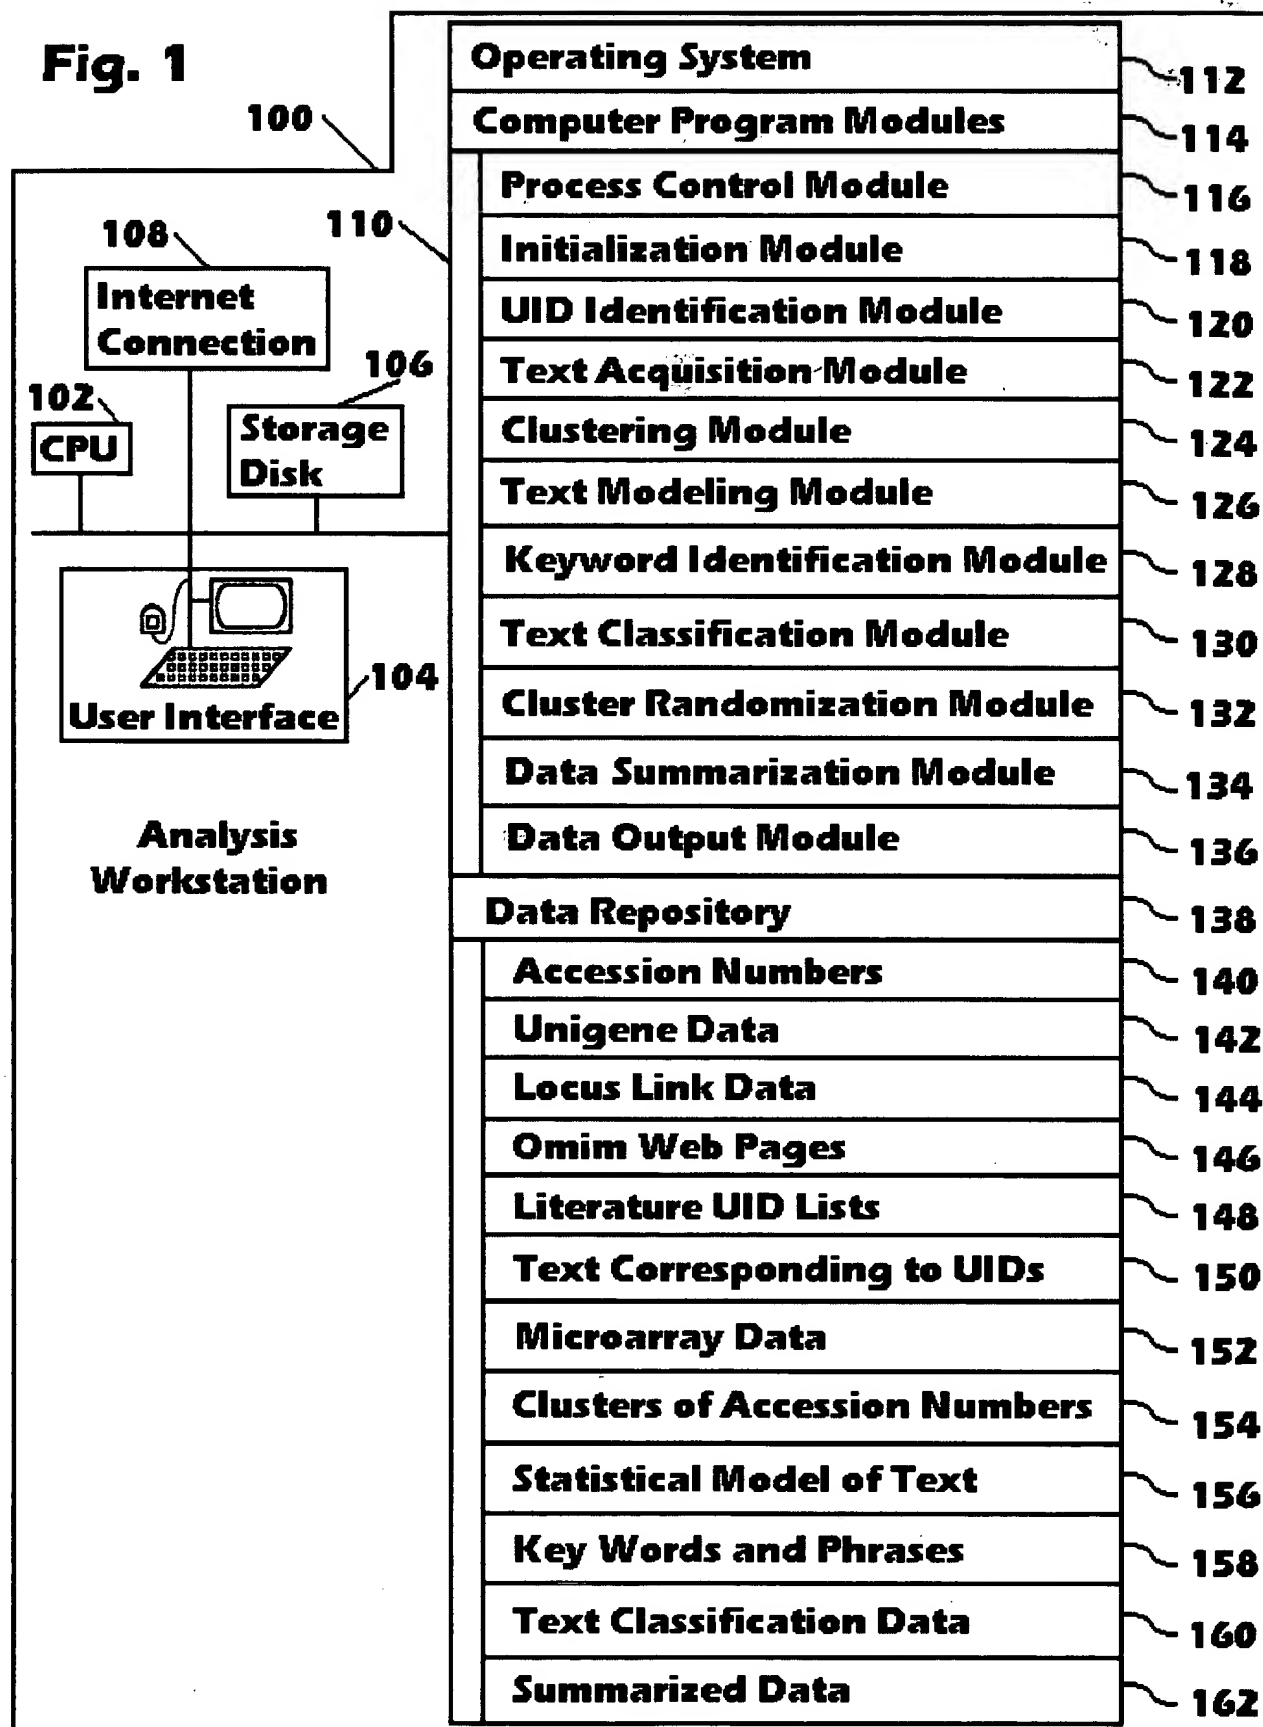 Fig. 1
100
108
Internet
Connection
102
CPU
106
Storage
Disk
104
User Interface
Analysis
Workstation
110
Operating System 112
Computer Program Modules 114
Process Control Module 116
Initialization Module 118
UID Identification Module 120
Text Acquisition Module 122
Clustering Module 124
Text Modeling Module 126
Keyword Identification Module 128
Text Classification Module 130
Cluster Randomization Module 132
Data Summarization Module 134
Data Output Module 136
Data Repository 138
Accession Numbers 140
Unigene Data 142
Locus Link Data 144
Omim Web Pages 146
Literature UID Lists 148
Text Corresponding to UIDs 150
Microarray Data 152
Clusters of Accession Numbers 154
Statistical Model of Text 156
Key Words and Phrases 158
Text Classification Data 160
Summarized Data 162